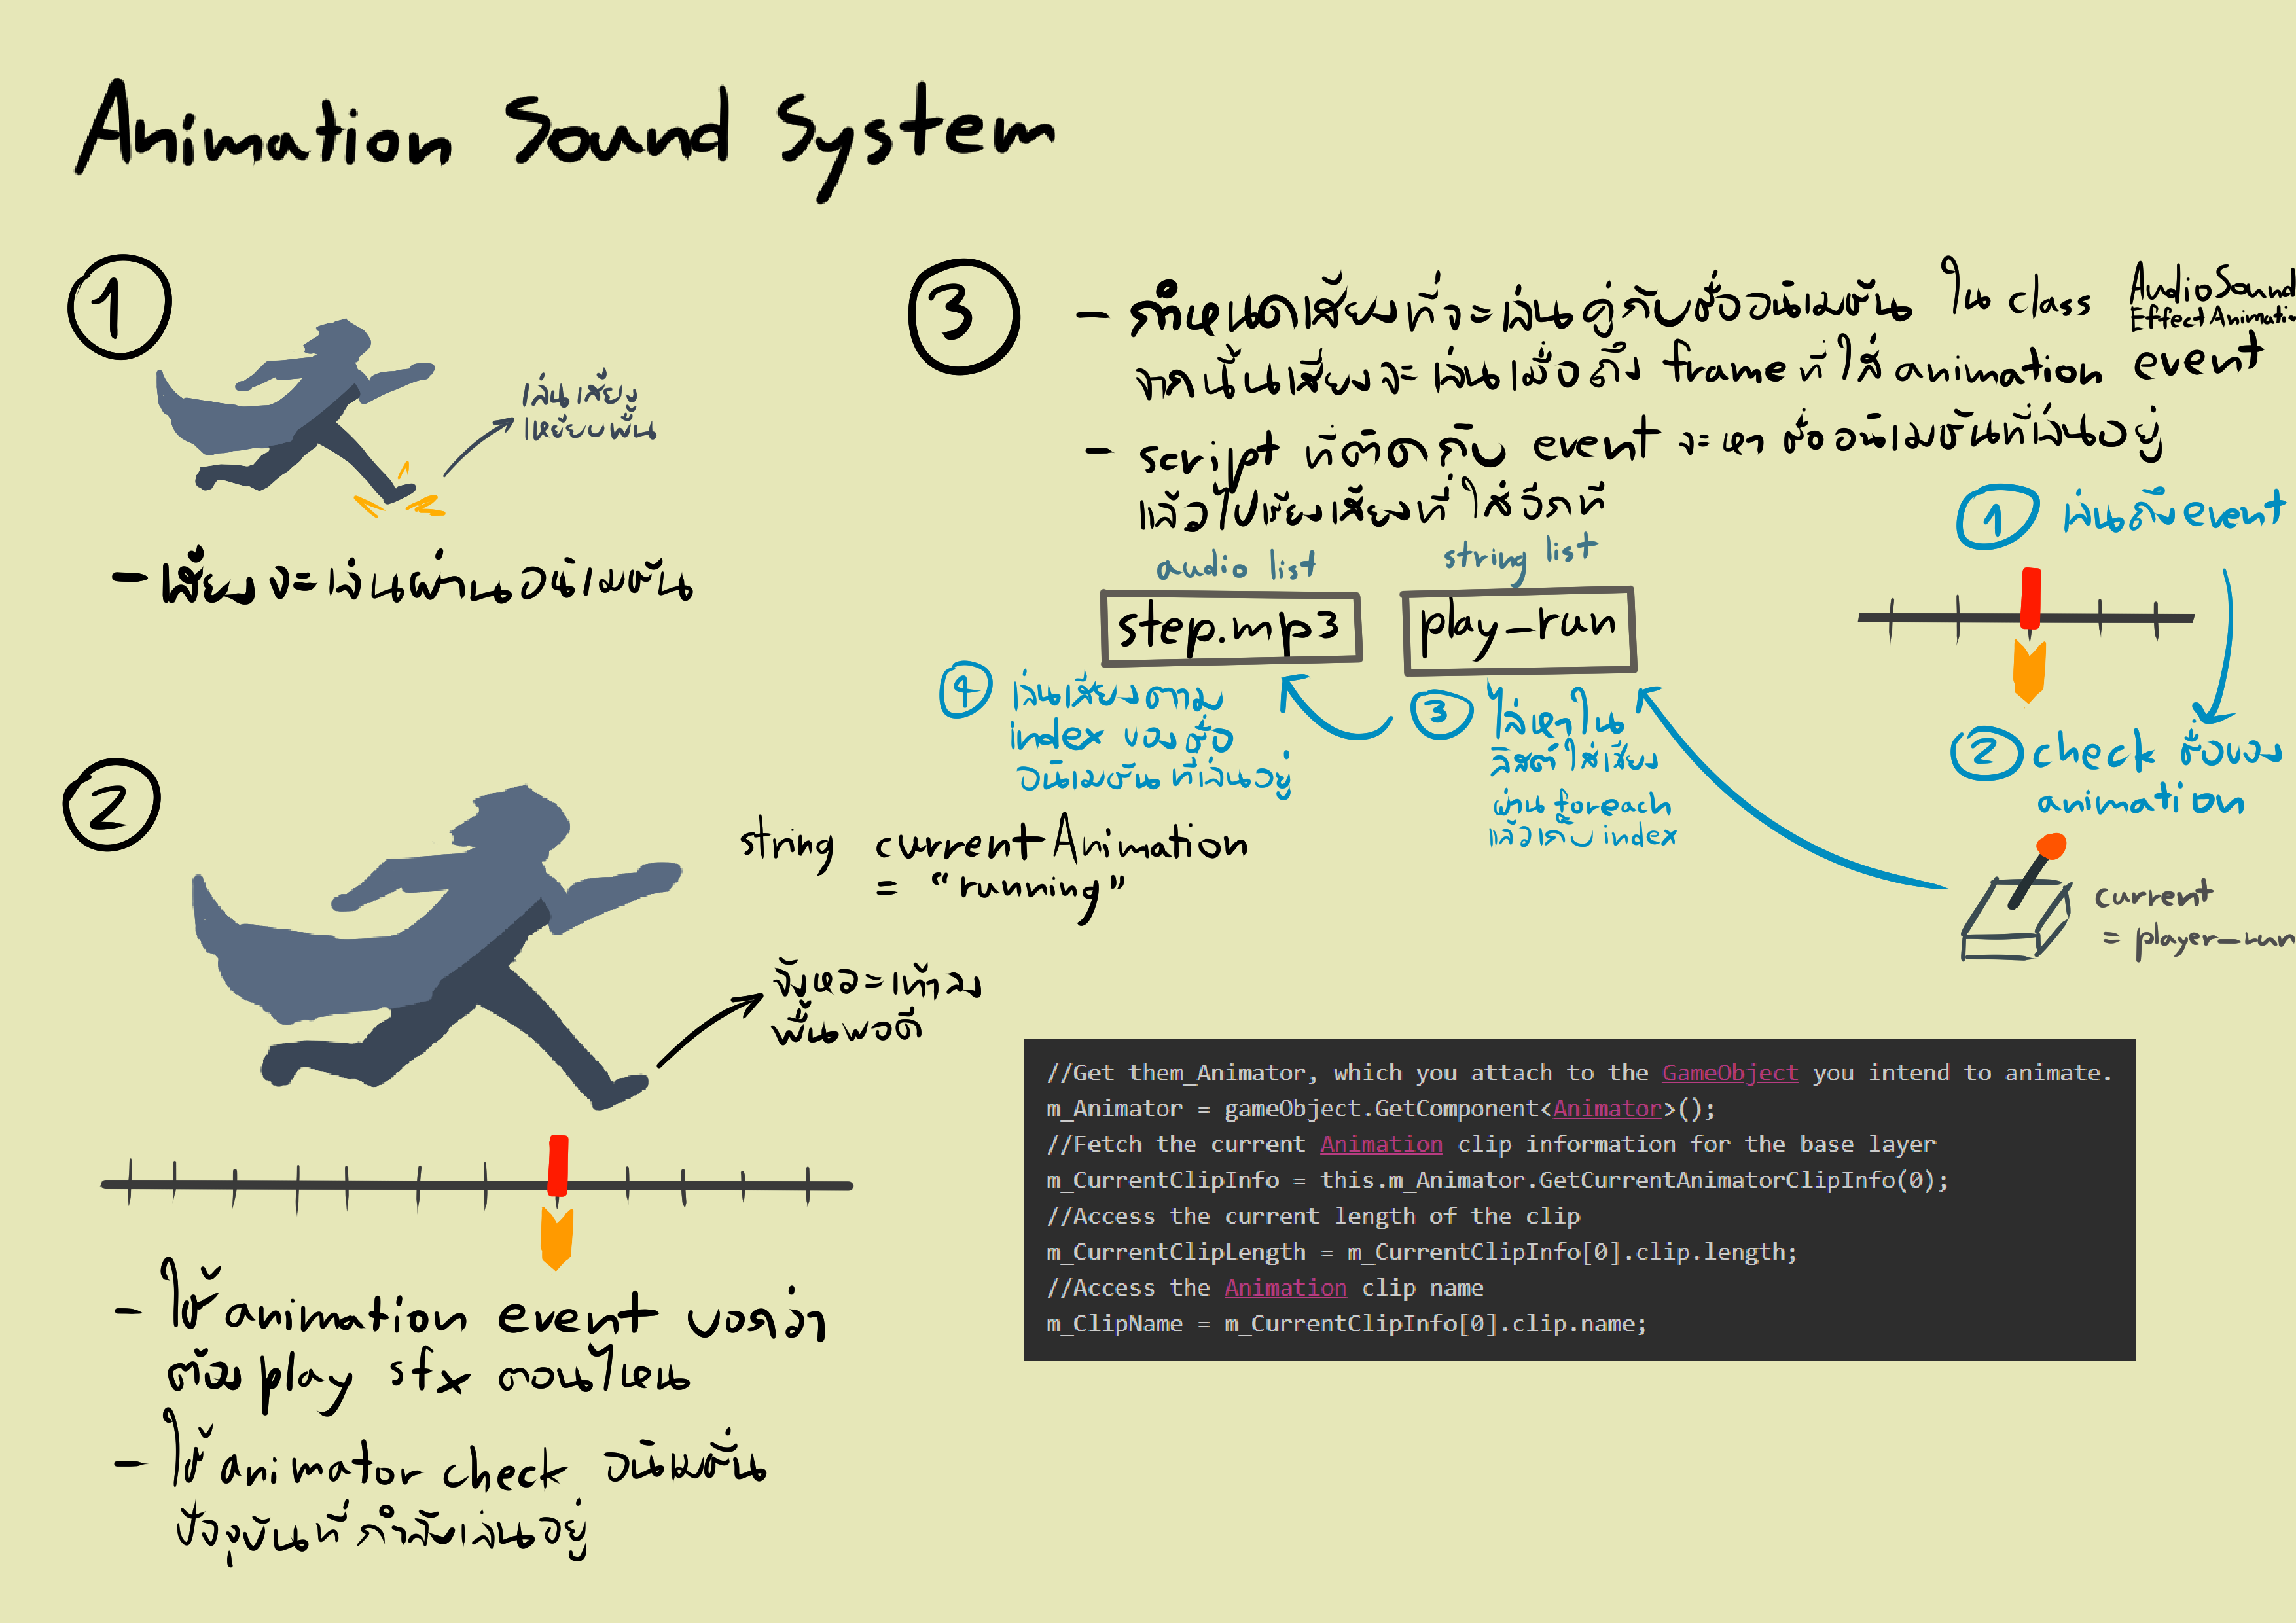 Animation Sound System
1
เล่นเสียง
เหยียบพื้น
- เสียงจะเล่นผ่านอนิเมชัน
2
string currentAnimation
= "running"
จังหวะเท้าลง
พื้นพอดี
- ใช้ animation event บอกว่า
ต้อง play sfx ตอนไหน
- ใช้ animator check อนิเมชั่น
ปัจจุบันที่กำลังเล่นอยู่
3
- กำหนดเสียงที่จะเล่นคู่กับชื่ออนิเมชัน ใน class AudioSound
EffectAnimatio
จากนั้นเสียงจะเล่นเมื่อถึง frame ที่ใส่ animation event
- script ที่ติดกับ event จะหา ชื่ออนิเมชันที่เล่นอยู่
แล้วไปเรียงเสียงที่ใส่อีกที
audio list
string list
step.mp3
play-run
1 เล่นถึง event
2 check ชื่อของ
animation
current
= player-run
3 ไล่หาใน
ลิสต์ใส่เสียง
ผ่าน foreach
แล้วเก็บ index
4 เล่นเสียงตาม
index ของชื่อ
อนิเมชันที่เล่นอยู่
//Get them_Animator, which you attach to the GameObject you intend to animate.
m_Animator = gameObject.GetComponent<Animator>();
//Fetch the current Animation clip information for the base layer
m_CurrentClipInfo = this.m_Animator.GetCurrentAnimatorClipInfo(0);
//Access the current length of the clip
m_CurrentClipLength = m_CurrentClipInfo[0].clip.length;
//Access the Animation clip name
m_ClipName = m_CurrentClipInfo[0].clip.name;